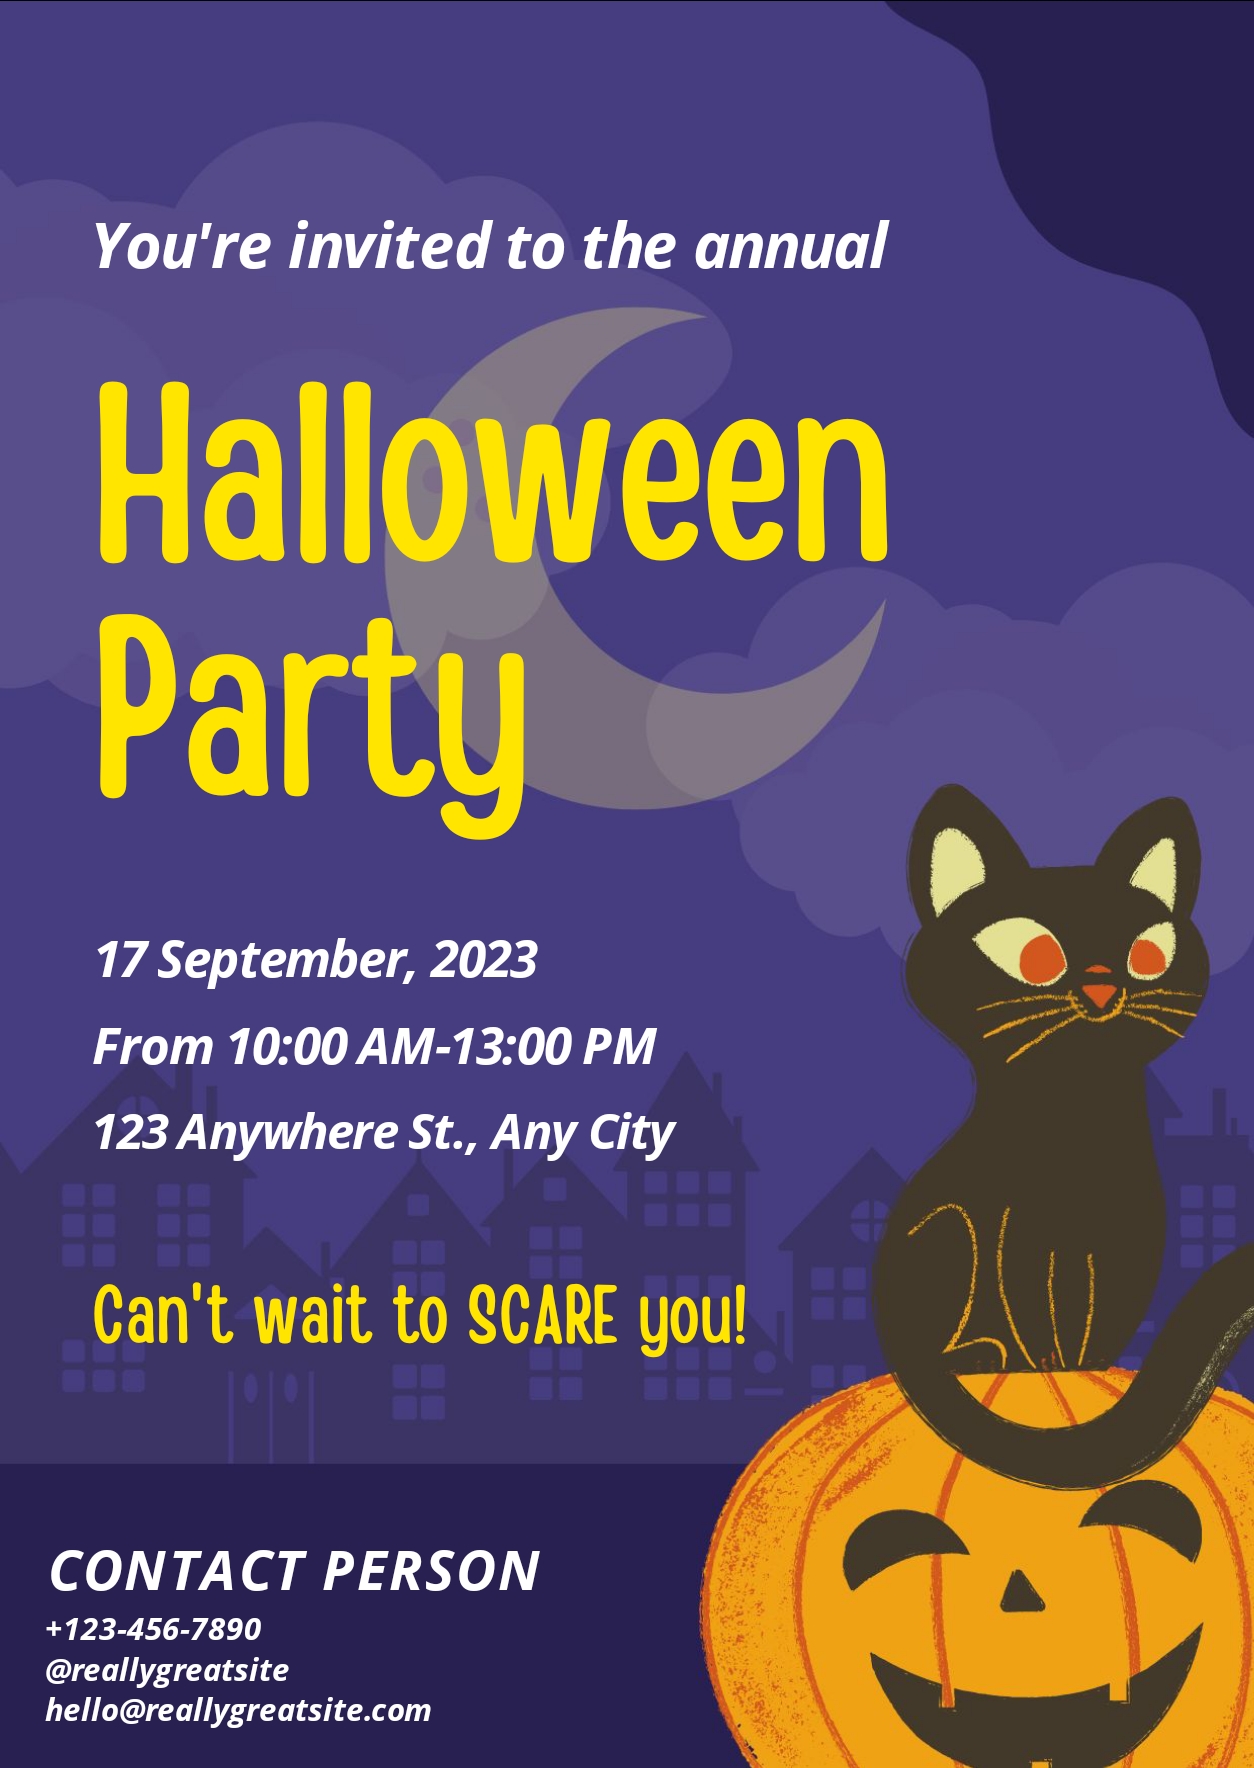 You're invited to the annual
Halloween
Party
17 September, 2023
From 10:00 AM-13:00 PM
123 Anywhere St., Any City
Can't wait to SCARE you!
CONTACT PERSON
+123-456-7890
@reallygreatsite
hello@reallygreatsite.com